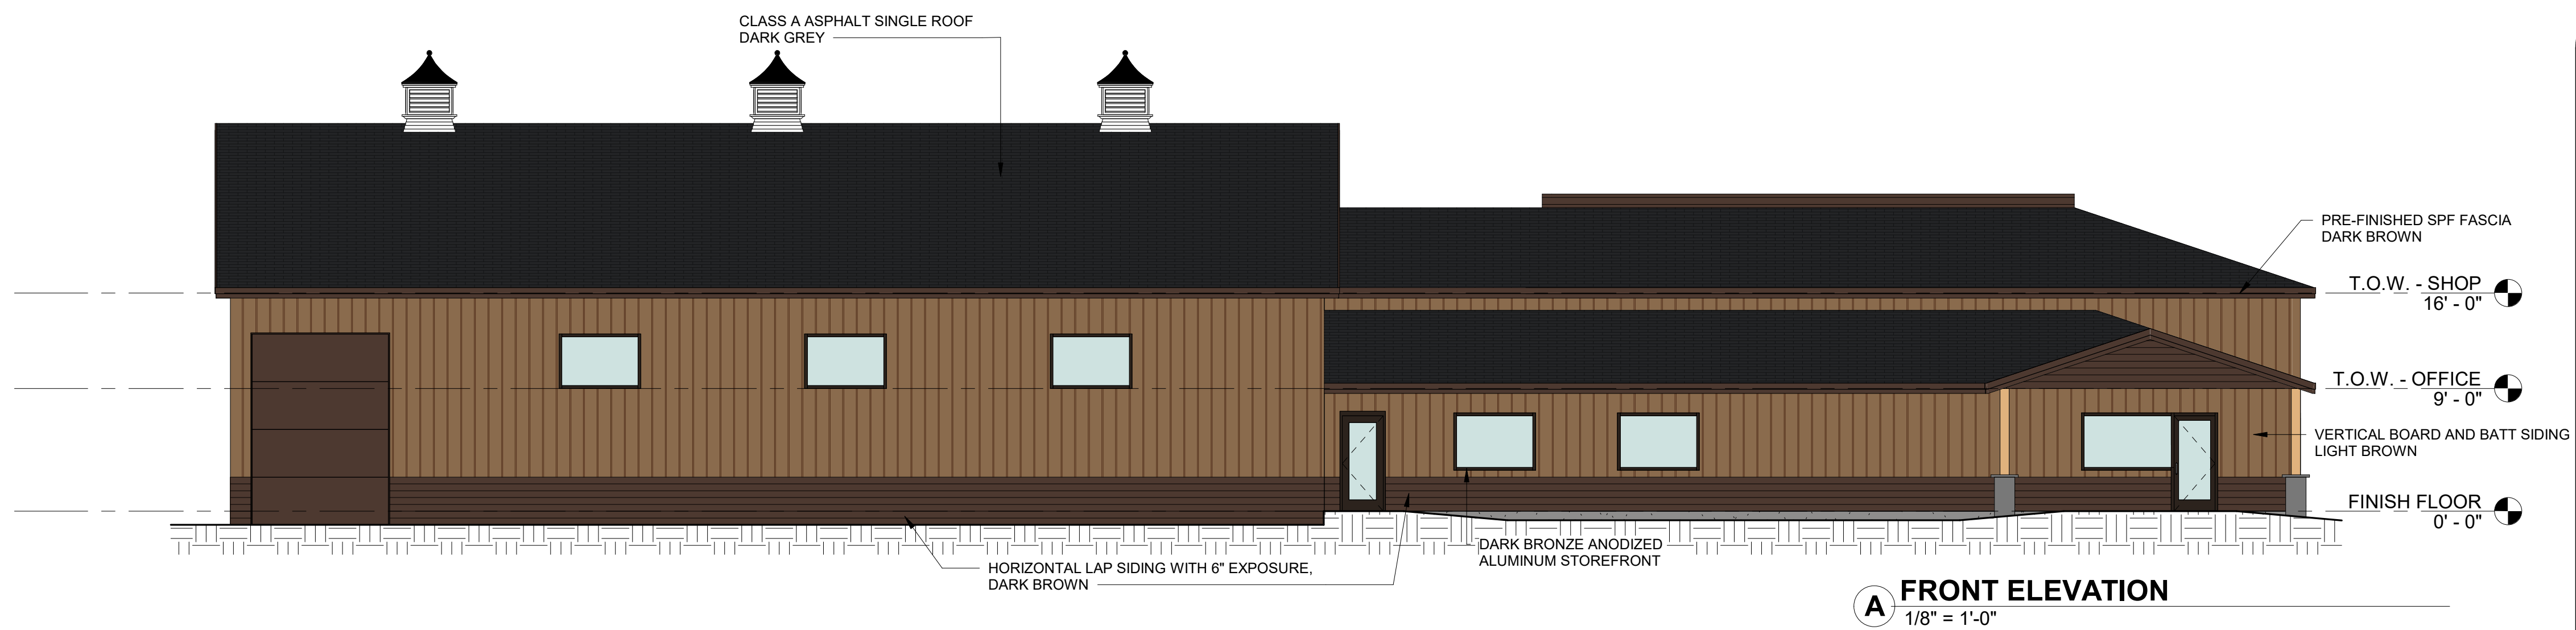 CLASS A ASPHALT SINGLE ROOF
DARK GREY
PRE-FINISHED SPF FASCIA
DARK BROWN
T.O.W. - SHOP
16' - 0"
T.O.W. - OFFICE
9' - 0"
VERTICAL BOARD AND BATT SIDING
LIGHT BROWN
FINISH FLOOR
0' - 0"
DARK BRONZE ANODIZED
ALUMINUM STOREFRONT
HORIZONTAL LAP SIDING WITH 6" EXPOSURE,
DARK BROWN
A FRONT ELEVATION
1/8" = 1'-0"